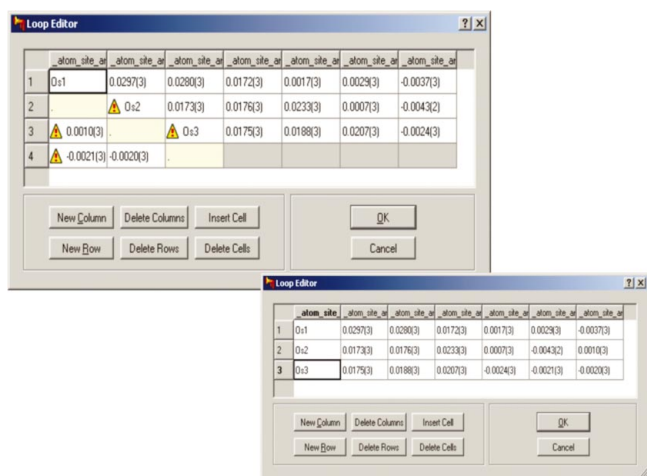 Loop Editor
_atom_site_ar _atom_site_ar _atom_site_ar _atom_site_ar _atom_site_ar _atom_site_ar _atom_site_ar
1 Os1 0.0297(3) 0.0280(3) 0.0172(3) 0.0017(3) 0.0029(3) -0.0037(3)
2 . Os2 0.0173(3) 0.0176(3) 0.0233(3) 0.0007(3) -0.0043(2)
3 0.0010(3) . Os3 0.0175(3) 0.0188(3) 0.0207(3) -0.0024(3)
4 -0.0021(3) -0.0020(3) .
New Column Delete Columns Insert Cell OK
New Row Delete Rows Delete Cells Cancel
Loop Editor
_atom_site_ _atom_site_ar _atom_site_ar _atom_site_ar _atom_site_ar _atom_site_ar _atom_site_ar
1 Os1 0.0297(3) 0.0280(3) 0.0172(3) 0.0017(3) 0.0029(3) -0.0037(3)
2 Os2 0.0173(3) 0.0176(3) 0.0233(3) 0.0007(3) -0.0043(2) 0.0010(3)
3 Os3 0.0175(3) 0.0188(3) 0.0207(3) -0.0024(3) -0.0021(3) -0.0020(3)
New Column Delete Columns Insert Cell OK
New Row Delete Rows Delete Cells Cancel